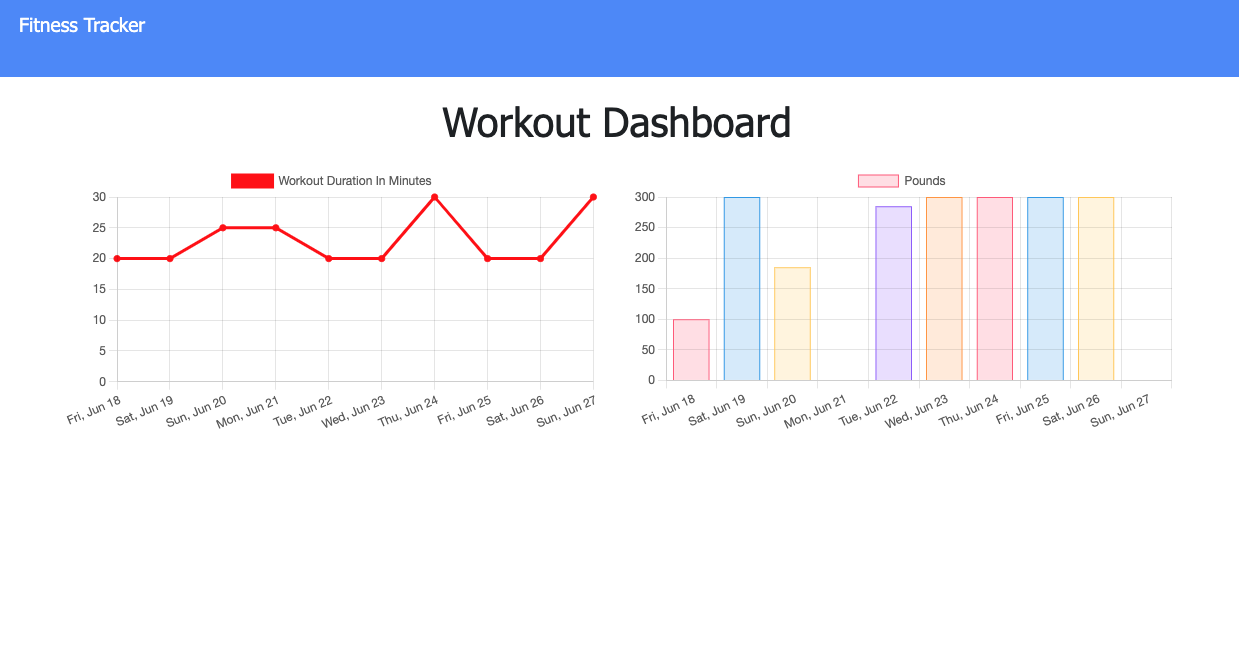 Fitness Tracker
Workout Dashboard
Workout Duration In Minutes
30
25
20
15
10
5
0
Fri, Jun 18
Sat, Jun 19
Sun, Jun 20
Mon, Jun 21
Tue, Jun 22
Wed, Jun 23
Thu, Jun 24
Fri, Jun 25
Sat, Jun 26
Sun, Jun 27
Pounds
300
250
200
150
100
50
0
Fri, Jun 18
Sat, Jun 19
Sun, Jun 20
Mon, Jun 21
Tue, Jun 22
Wed, Jun 23
Thu, Jun 24
Fri, Jun 25
Sat, Jun 26
Sun, Jun 27